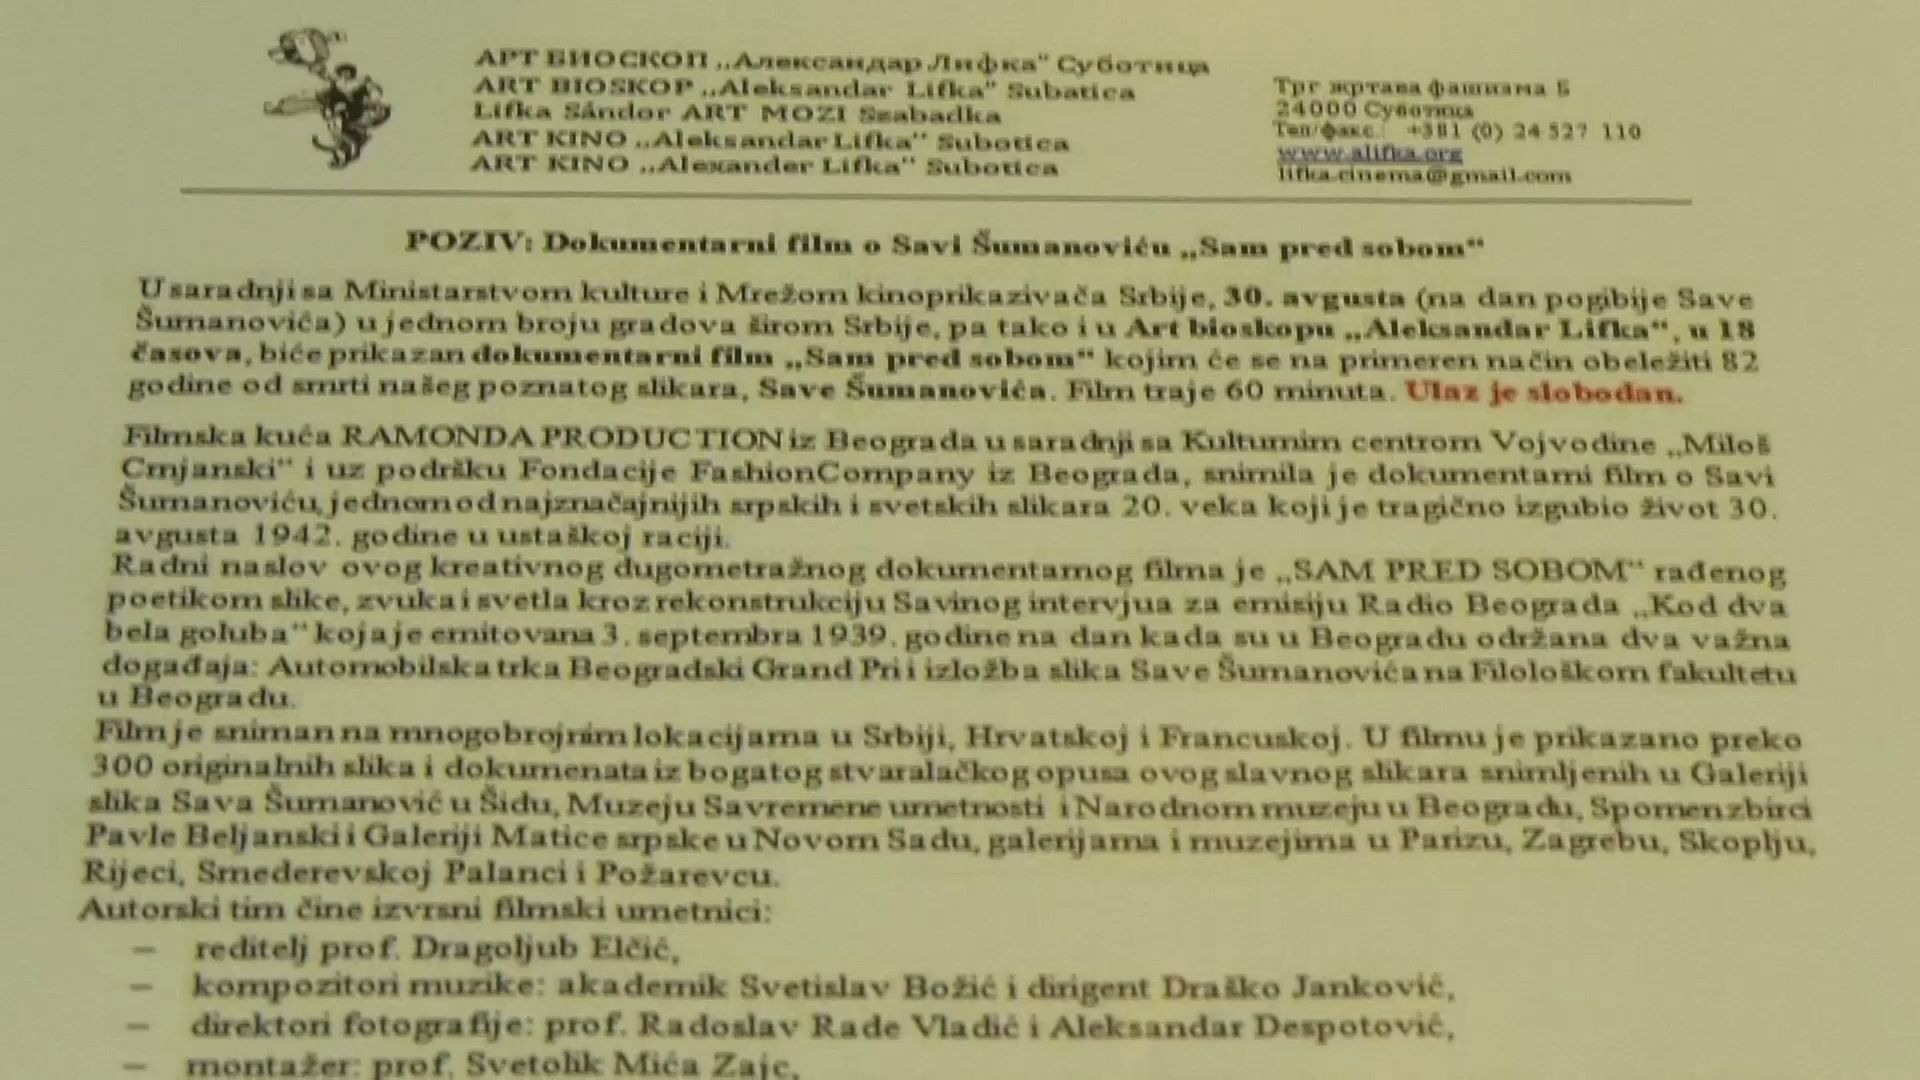 АРТ БИОСКОП „Александар Лифка“ Суботица
ART BIOSKOP „Aleksandar Lifka“ Subatica
Lifka Sándor ART MOZI Szabadka
ART KINO „Aleksandar Lifka“ Subotica
ART KINO „Alexander Lifka“ Subotica
Трг жртава фашизма 5
24000 Суботица
Тел/факс.: +381 (0) 24 527 110
www.alifka.org
lifka.cinema@gmail.com
POZIV: Dokumentarni film o Savi Šumanoviću „Sam pred sobom“
U saradnji sa Ministarstvom kulture i Mrežom kinoprikazivača Srbije, 30. avgusta (na dan pogibije Save
Šumanovića) u jednom broju gradova širom Srbije, pa tako i u Art bioskopu „Aleksandar Lifka“, u 18
časova, biće prikazan dokumentarni film „Sam pred sobom“ kojim će se na primeren način obeležiti 82
godine od smrti našeg poznatog slikara, Save Šumanovića. Film traje 60 minuta. Ulaz je slobodan.
Filmska kuća RAMONDA PRODUCTION iz Beograda u saradnji sa Kulturnim centrom Vojvodine „Miloš
Crnjanski“ i uz podršku Fondacije FashionCompany iz Beograda, snimila je dokumentarni film o Savi
Šumanoviću, jednom od najznačajnijih srpskih i svetskih slikara 20. veka koji je tragično izgubio život 30.
avgusta 1942. godine u ustaškoj raciji.
Radni naslov ovog kreativnog dugometražnog dokumentarnog filma je „SAM PRED SOBOM“ rađenog
poetikom slike, zvuka i svetla kroz rekonstrukciju Savinog intervjua za emisiju Radio Beograda „Kod dva
bela goluba“ koja je emitovana 3. septembra 1939. godine na dan kada su u Beogradu održana dva važna
događaja: Automobilska trka Beogradski Grand Pri i izložba slika Save Šumanovića na Filološkom fakultetu
u Beogradu.
Film je sniman na mnogobrojnim lokacijama u Srbiji, Hrvatskoj i Francuskoj. U filmu je prikazano preko
300 originalnih slika i dokumenata iz bogatog stvaralačkog opusa ovog slavnog slikara snimljenih u Galeriji
slika Sava Šumanović u Šidu, Muzeju Savremene umetnosti i Narodnom muzeju u Beogradu, Spomen zbirci
Pavle Beljanski i Galeriji Matice srpske u Novom Sadu, galerijama i muzejima u Parizu, Zagrebu, Skoplju,
Rijeci, Smederevskoj Palanci i Požarevcu.
Autorski tim čine izvrsni filmski umetnici:
– reditelj prof. Dragoljub Elčić,
– kompozitori muzike: akademik Svetislav Božić i dirigent Draško Janković,
– direktori fotografije: prof. Radoslav Rade Vladić i Aleksandar Despotović,
– montažer: prof. Svetolik Mića Zajc,